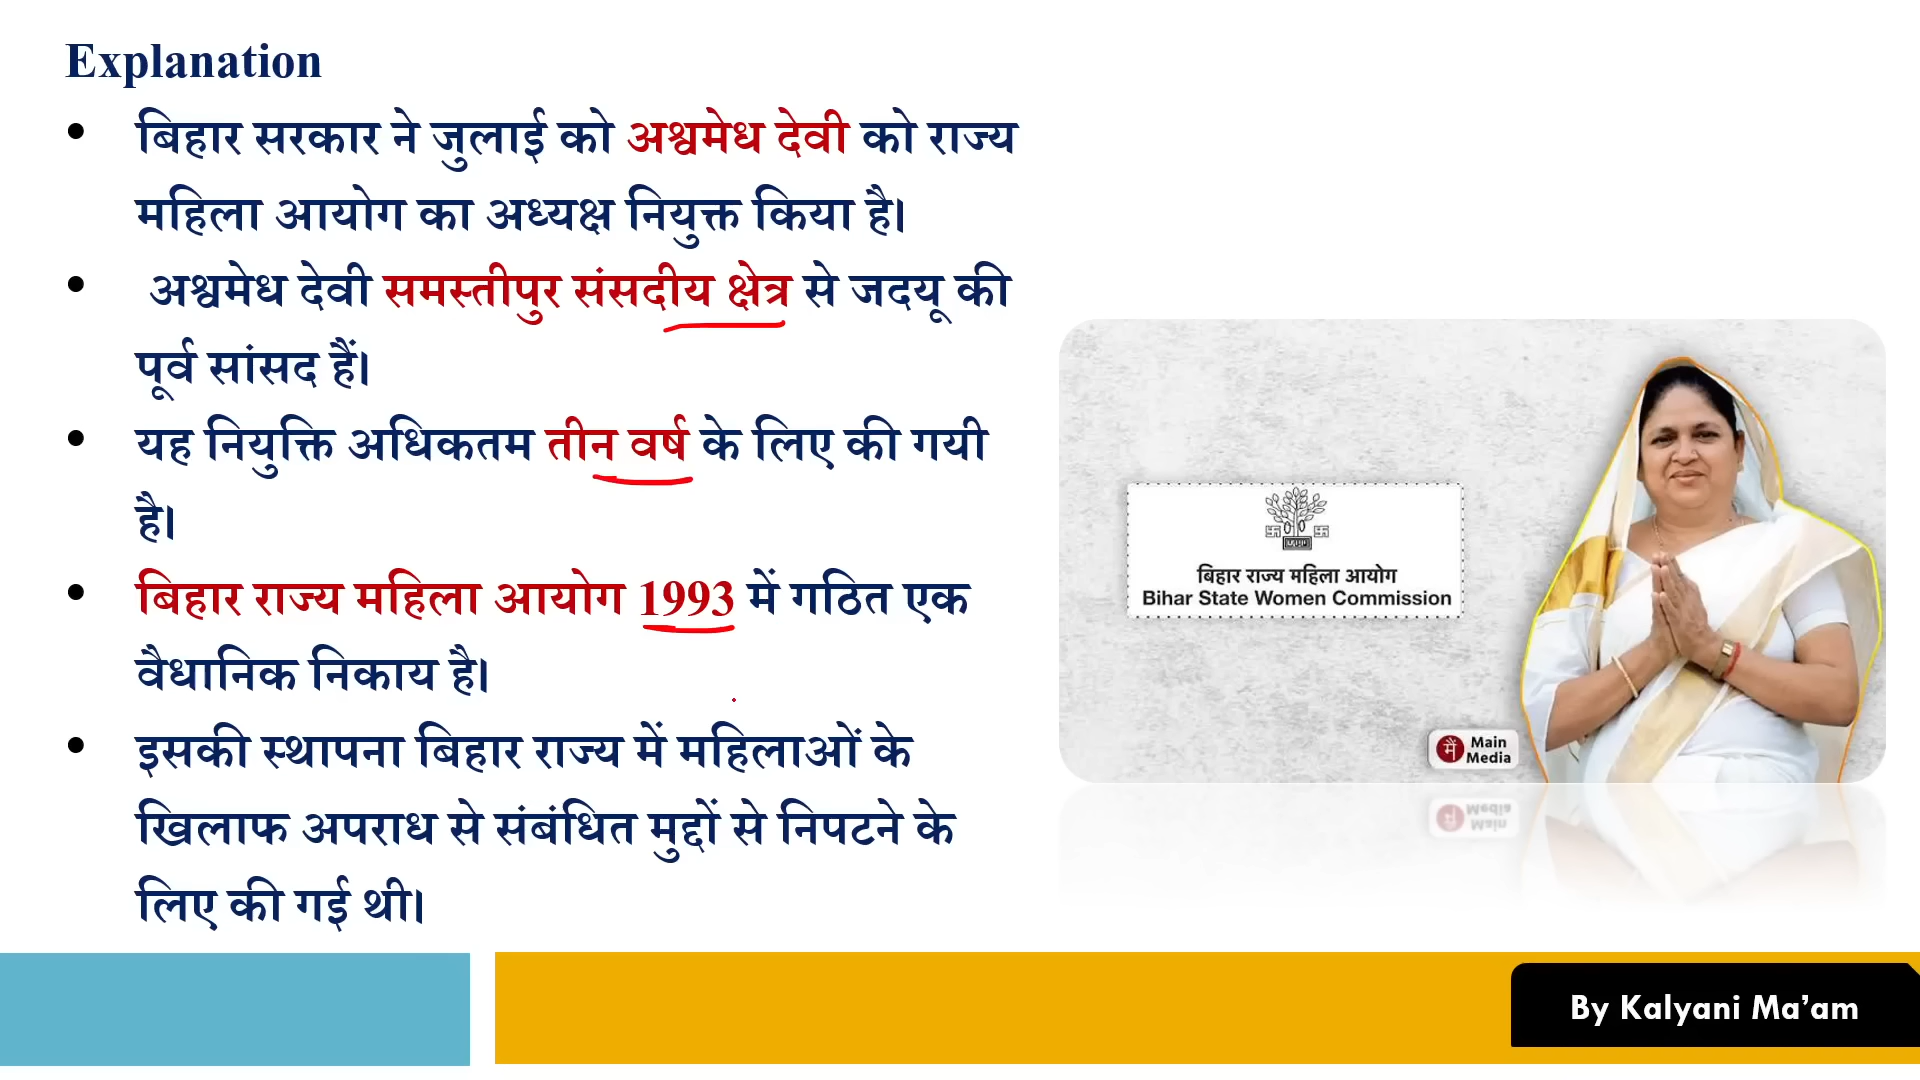 Explanation
• बिहार सरकार ने जुलाई को अश्वमेध देवी को राज्य
महिला आयोग का अध्यक्ष नियुक्त किया है।
• अश्वमेध देवी समस्तीपुर संसदीय क्षेत्र से जदयू की
पूर्व सांसद हैं।
• यह नियुक्ति अधिकतम तीन वर्ष के लिए की गयी
है।
• बिहार राज्य महिला आयोग 1993 में गठित एक
वैधानिक निकाय है।
• इसकी स्थापना बिहार राज्य में महिलाओं के
खिलाफ अपराध से संबंधित मुद्दों से निपटने के
लिए की गई थी।
बिहार राज्य महिला आयोग
Bihar State Women Commission
मैं Main
Media
By Kalyani Ma’am